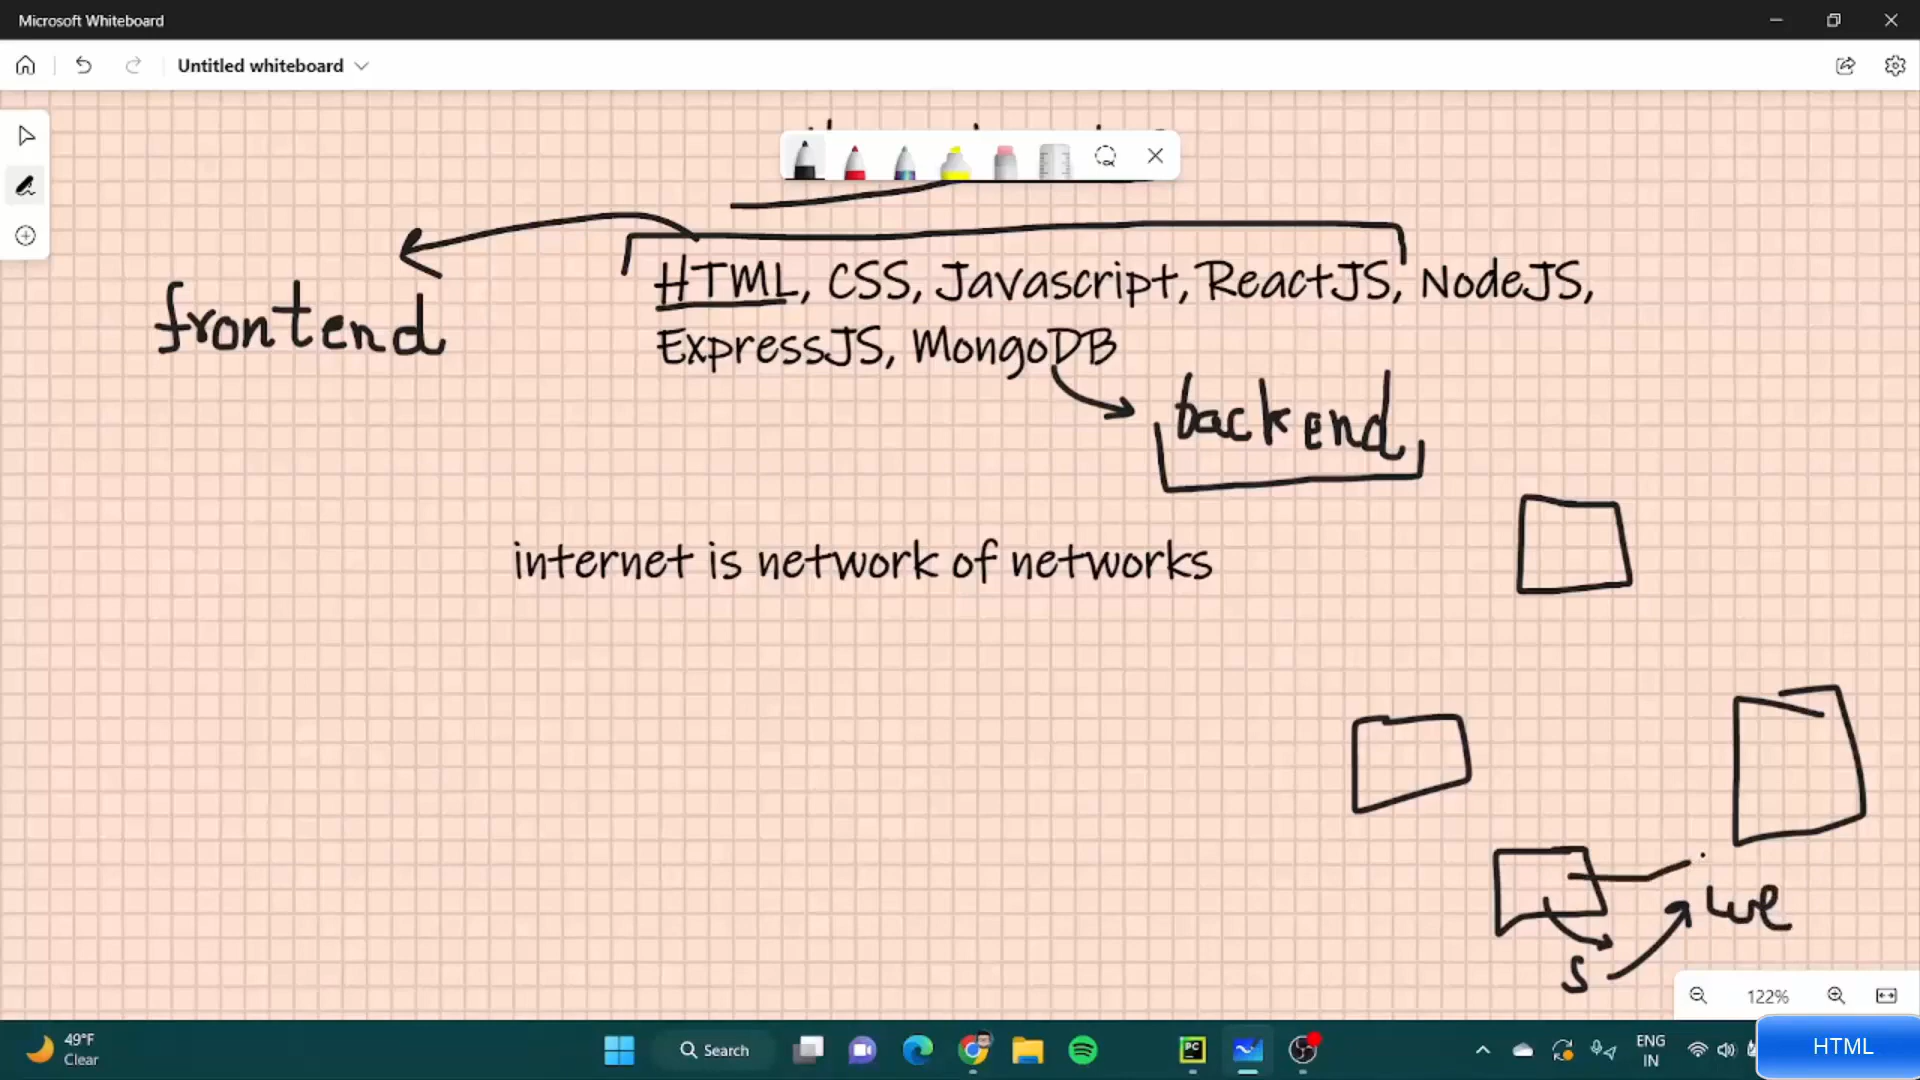 Microsoft Whiteboard
Untitled whiteboard
HTML, CSS, Javascript, ReactJS, NodeJS,
frontend
ExpressJS, MongoDB
backend
internet is network of networks
we
S
122%
49°F
Clear
Search
ENG
IN
HTML